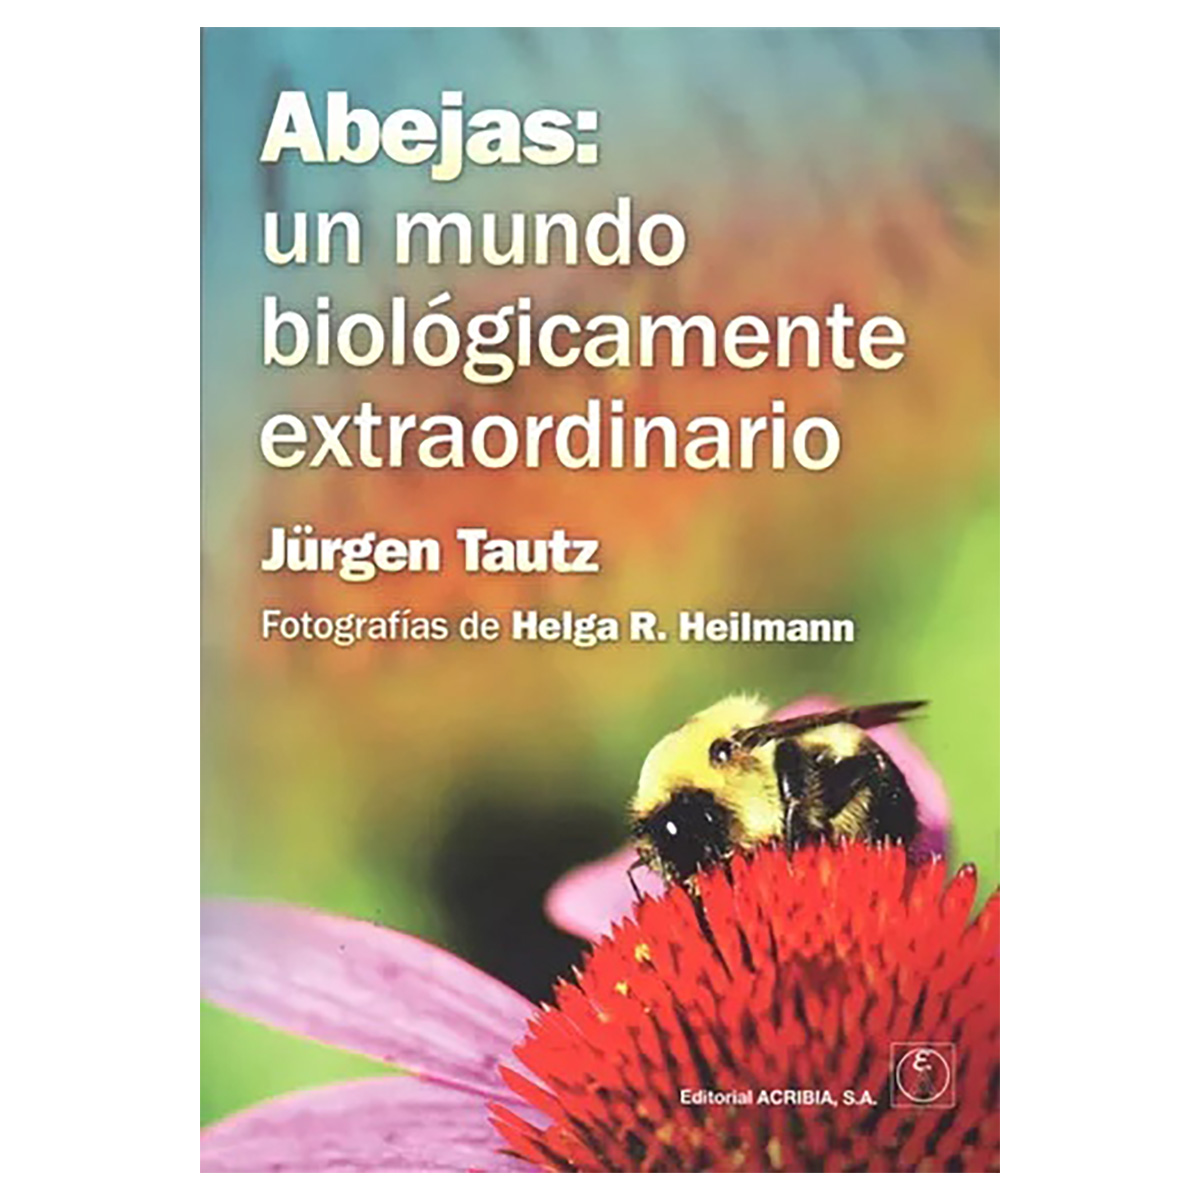 Abejas:
un mundo
biológicamente
extraordinario
Jürgen Tautz
Fotografías de Helga R. Heilmann
Editorial ACRIBIA, S.A.